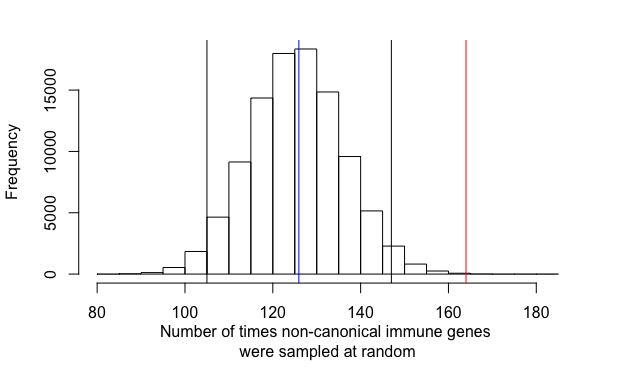 15000
10000
5000
0
Frequency
80 100 120 140 160 180
Number of times non-canonical immune genes
were sampled at random